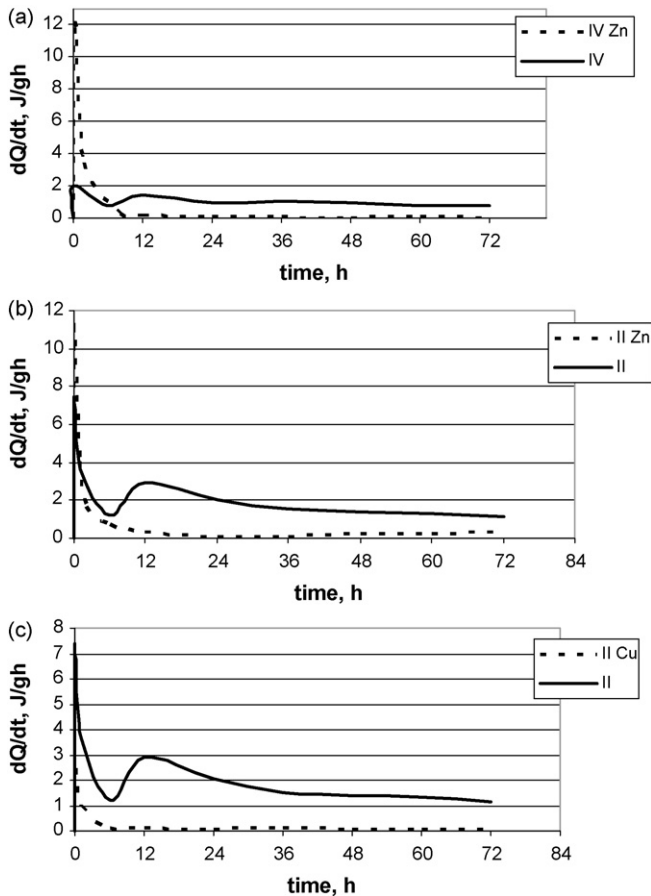 (a)
12
10
8
6
4
2
0
dQ/dt, J/gh
0 12 24 36 48 60 72
time, h
IV Zn
IV
(b)
12
10
8
6
4
2
0
dQ/dt, J/gh
0 12 24 36 48 60 72 84
time, h
II Zn
II
(c)
8
7
6
5
4
3
2
1
0
dQ/dt, J/gh
0 12 24 36 48 60 72 84
time, h
II Cu
II